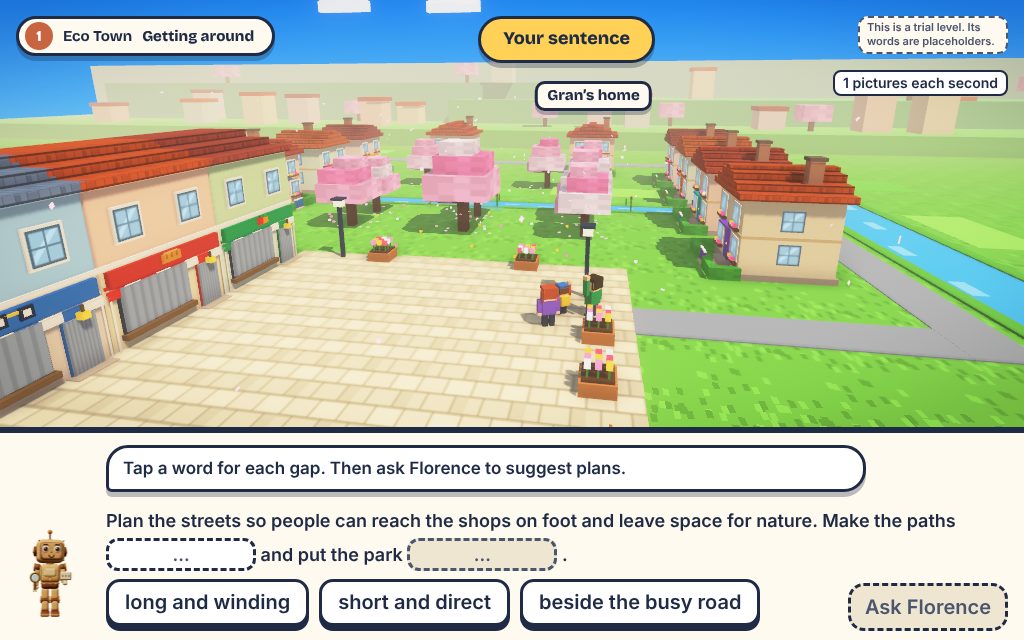 1 Eco Town Getting around
Your sentence
This is a trial level. Its
words are placeholders.
1 pictures each second
Gran's home
Tap a word for each gap. Then ask Florence to suggest plans.
Plan the streets so people can reach the shops on foot and leave space for nature. Make the paths
... and put the park ... .
long and winding
short and direct
beside the busy road
Ask Florence